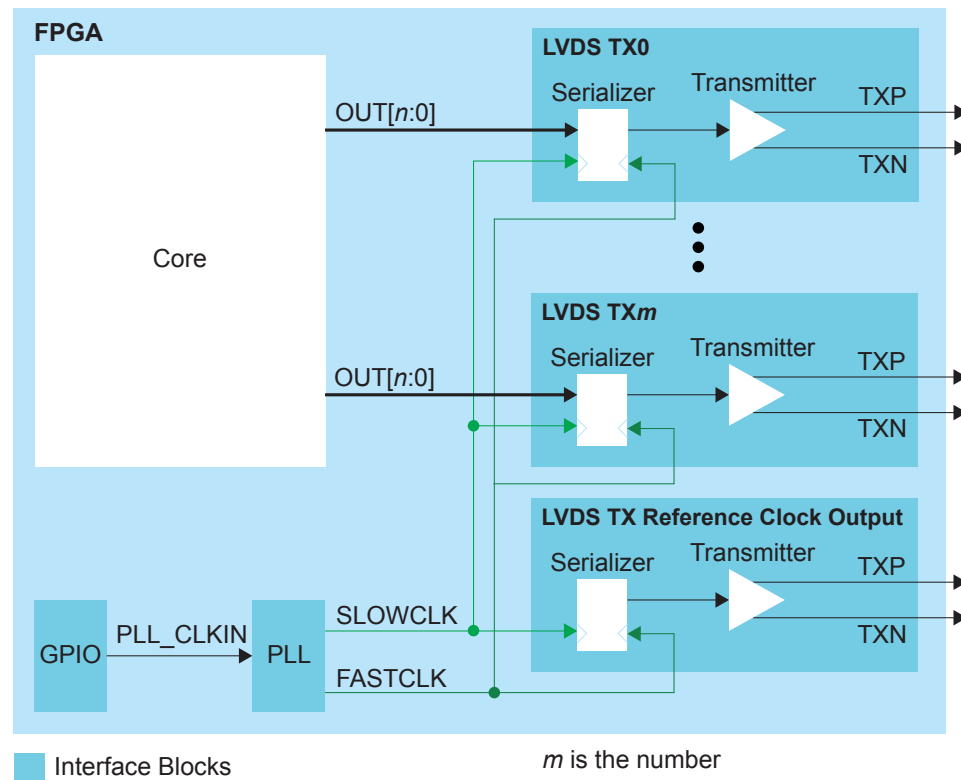 FPGA
LVDS TX0
Serializer
Transmitter
TXP
OUT[n:0]
TXN
Core
LVDS TXm
Serializer
Transmitter
TXP
OUT[n:0]
TXN
LVDS TX Reference Clock Output
Serializer
Transmitter
TXP
SLOWCLK
TXN
GPIO
PLL_CLKIN
PLL
FASTCLK
Interface Blocks
m is the number